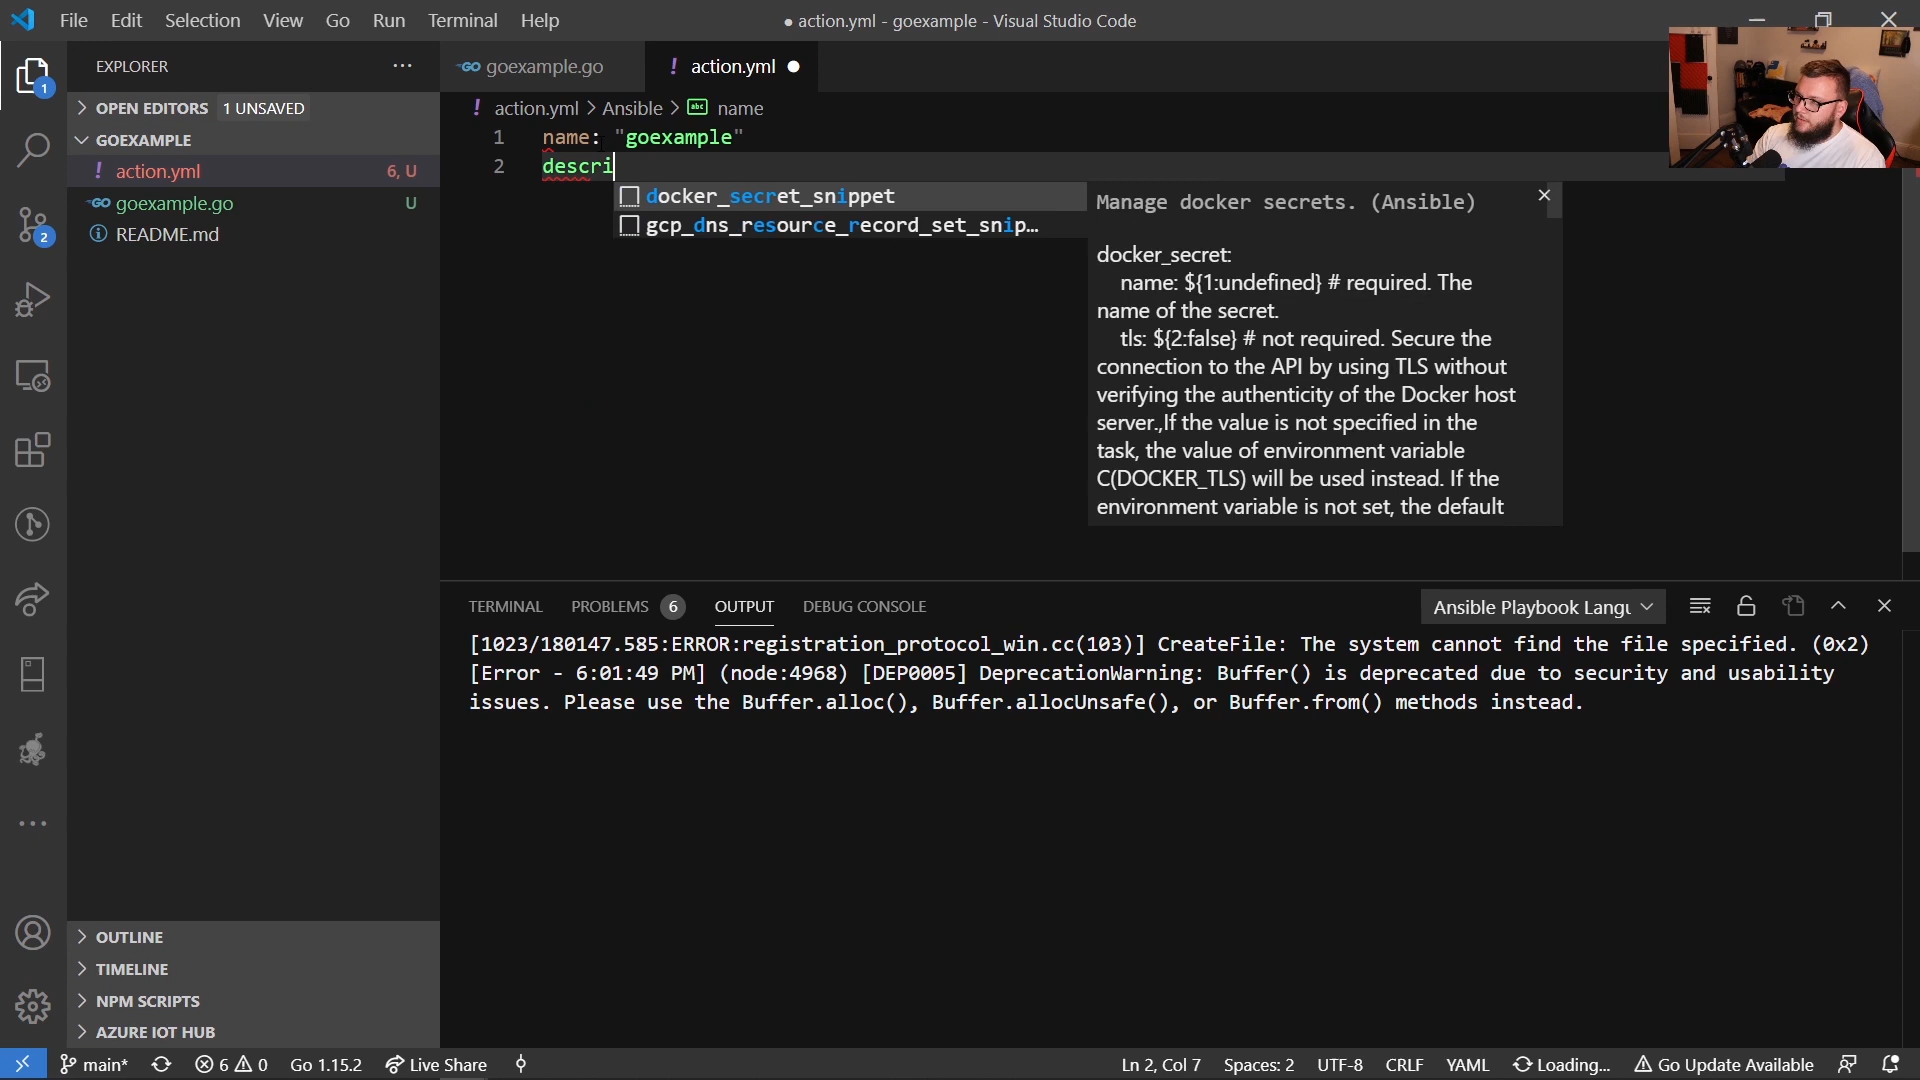 File Edit Selection View Go Run Terminal Help
● action.yml - goexample - Visual Studio Code
EXPLORER ...
OPEN EDITORS 1 UNSAVED
GOEXAMPLE
! action.yml 6, U
GO goexample.go U
README.md
OUTLINE
TIMELINE
NPM SCRIPTS
AZURE IOT HUB
1
2
GO goexample.go
! action.yml ●
! action.yml > Ansible > abc name
1 name: "goexample"
2 descri
docker_secret_snippet
gcp_dns_resource_record_set_snip…
Manage docker secrets. (Ansible)
docker_secret:
name: ${1:undefined} # required. The
name of the secret.
tls: ${2:false} # not required. Secure the
connection to the API by using TLS without
verifying the authenticity of the Docker host
server.,If the value is not specified in the
task, the value of environment variable
C(DOCKER_TLS) will be used instead. If the
environment variable is not set, the default
TERMINAL PROBLEMS 6 OUTPUT DEBUG CONSOLE
Ansible Playbook Langu
[1023/180147.585:ERROR:registration_protocol_win.cc(103)] CreateFile: The system cannot find the file specified. (0x2)
[Error - 6:01:49 PM] (node:4968) [DEP0005] DeprecationWarning: Buffer() is deprecated due to security and usability
issues. Please use the Buffer.alloc(), Buffer.allocUnsafe(), or Buffer.from() methods instead.
main* 6 0 Go 1.15.2 Live Share
Ln 2, Col 7 Spaces: 2 UTF-8 CRLF YAML Loading... Go Update Available